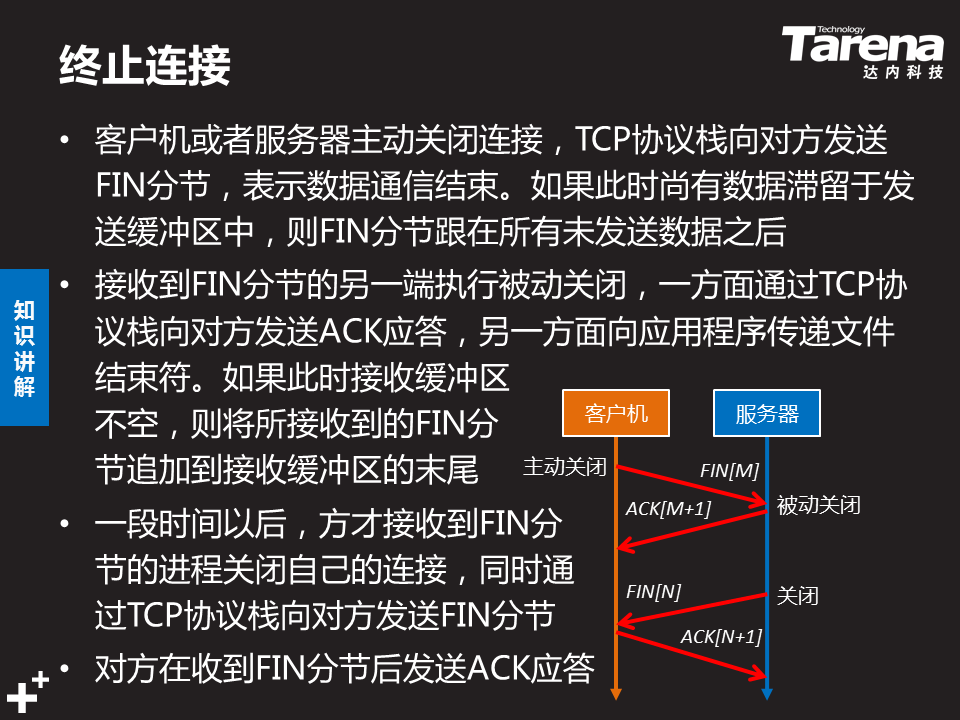 终止连接
Technology
Tarena
达内科技
• 客户机或者服务器主动关闭连接，TCP协议栈向对方发送
FIN分节，表示数据通信结束。如果此时尚有数据滞留于发
送缓冲区中，则FIN分节跟在所有未发送数据之后
• 接收到FIN分节的另一端执行被动关闭，一方面通过TCP协
议栈向对方发送ACK应答，另一方面向应用程序传递文件
结束符。如果此时接收缓冲区
不空，则将所接收到的FIN分
节追加到接收缓冲区的末尾
• 一段时间以后，方才接收到FIN分
节的进程关闭自己的连接，同时通
过TCP协议栈向对方发送FIN分节
• 对方在收到FIN分节后发送ACK应答
知识讲解
客户机
服务器
主动关闭
FIN[M]
被动关闭
ACK[M+1]
FIN[N]
关闭
ACK[N+1]